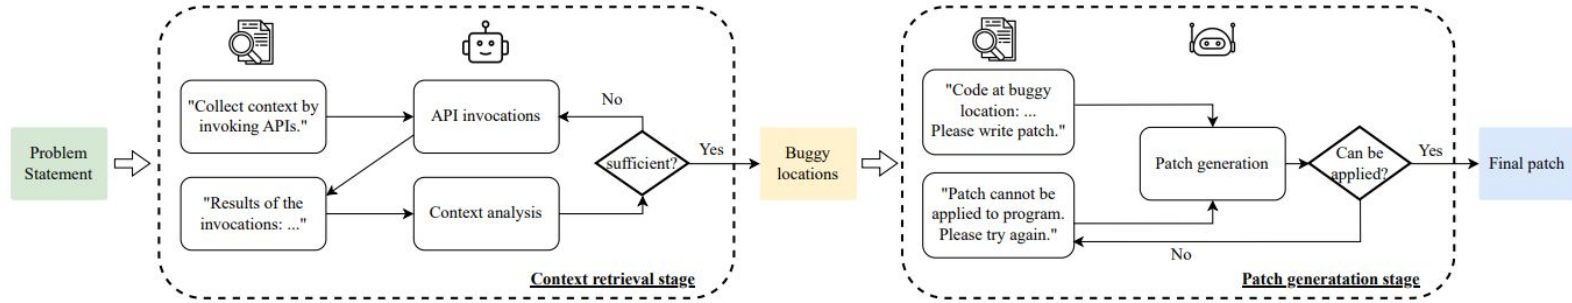 Problem
Statement
"Collect context by
invoking APIs."
API invocations
"Results of the
invocations: ..."
Context analysis
No
sufficient?
Yes
Context retrieval stage
Buggy
locations
"Code at buggy
location: ...
Please write patch."
"Patch cannot be
applied to program.
Please try again."
Patch generation
Can be
applied?
Yes
No
Patch generatation stage
Final patch